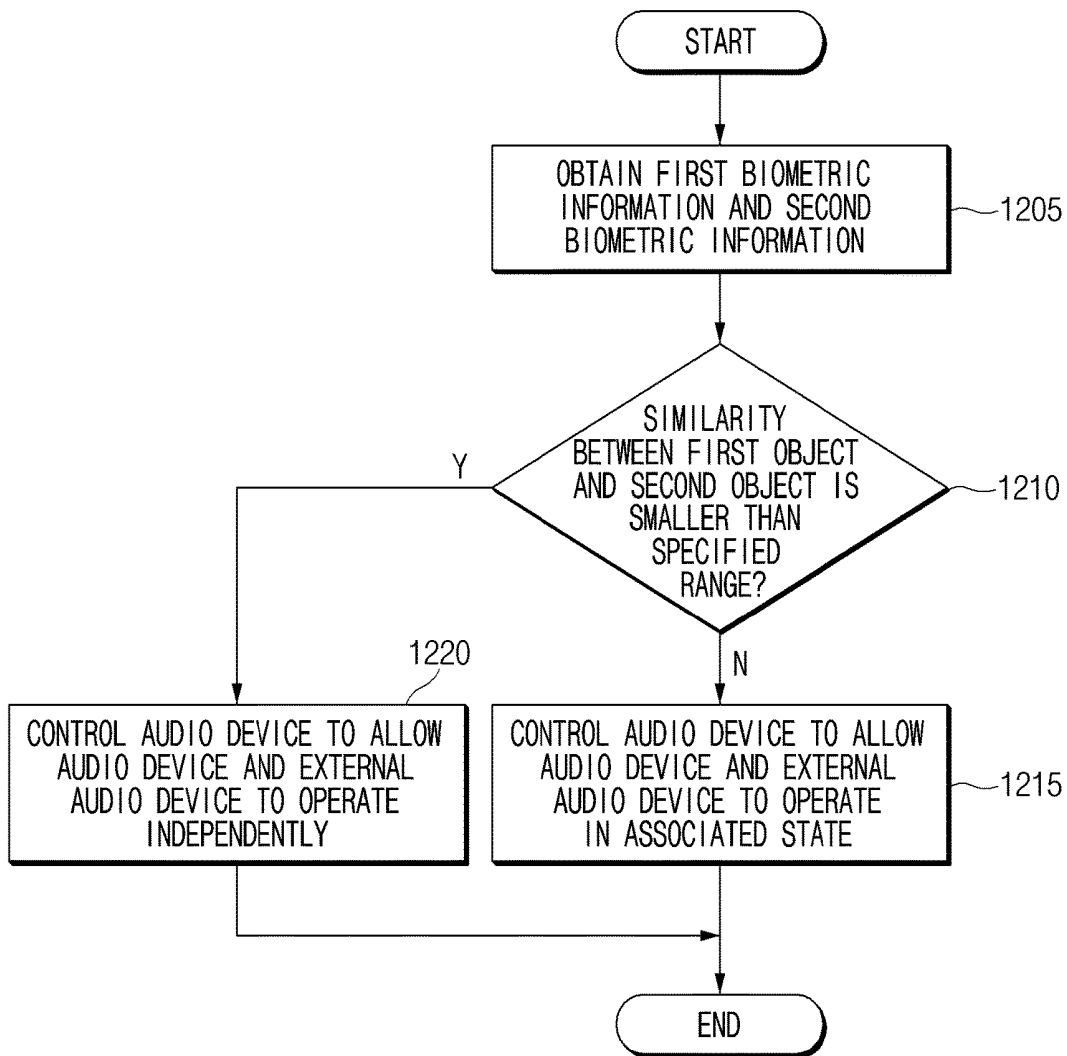 START
OBTAIN FIRST BIOMETRIC
INFORMATION AND SECOND
BIOMETRIC INFORMATION
1205
SIMILARITY
BETWEEN FIRST OBJECT
AND SECOND OBJECT IS
SMALLER THAN
SPECIFIED
RANGE?
1210
Y
N
1220
CONTROL AUDIO DEVICE TO ALLOW
AUDIO DEVICE AND EXTERNAL
AUDIO DEVICE TO OPERATE
INDEPENDENTLY
CONTROL AUDIO DEVICE TO ALLOW
AUDIO DEVICE AND EXTERNAL
AUDIO DEVICE TO OPERATE
IN ASSOCIATED STATE
1215
END